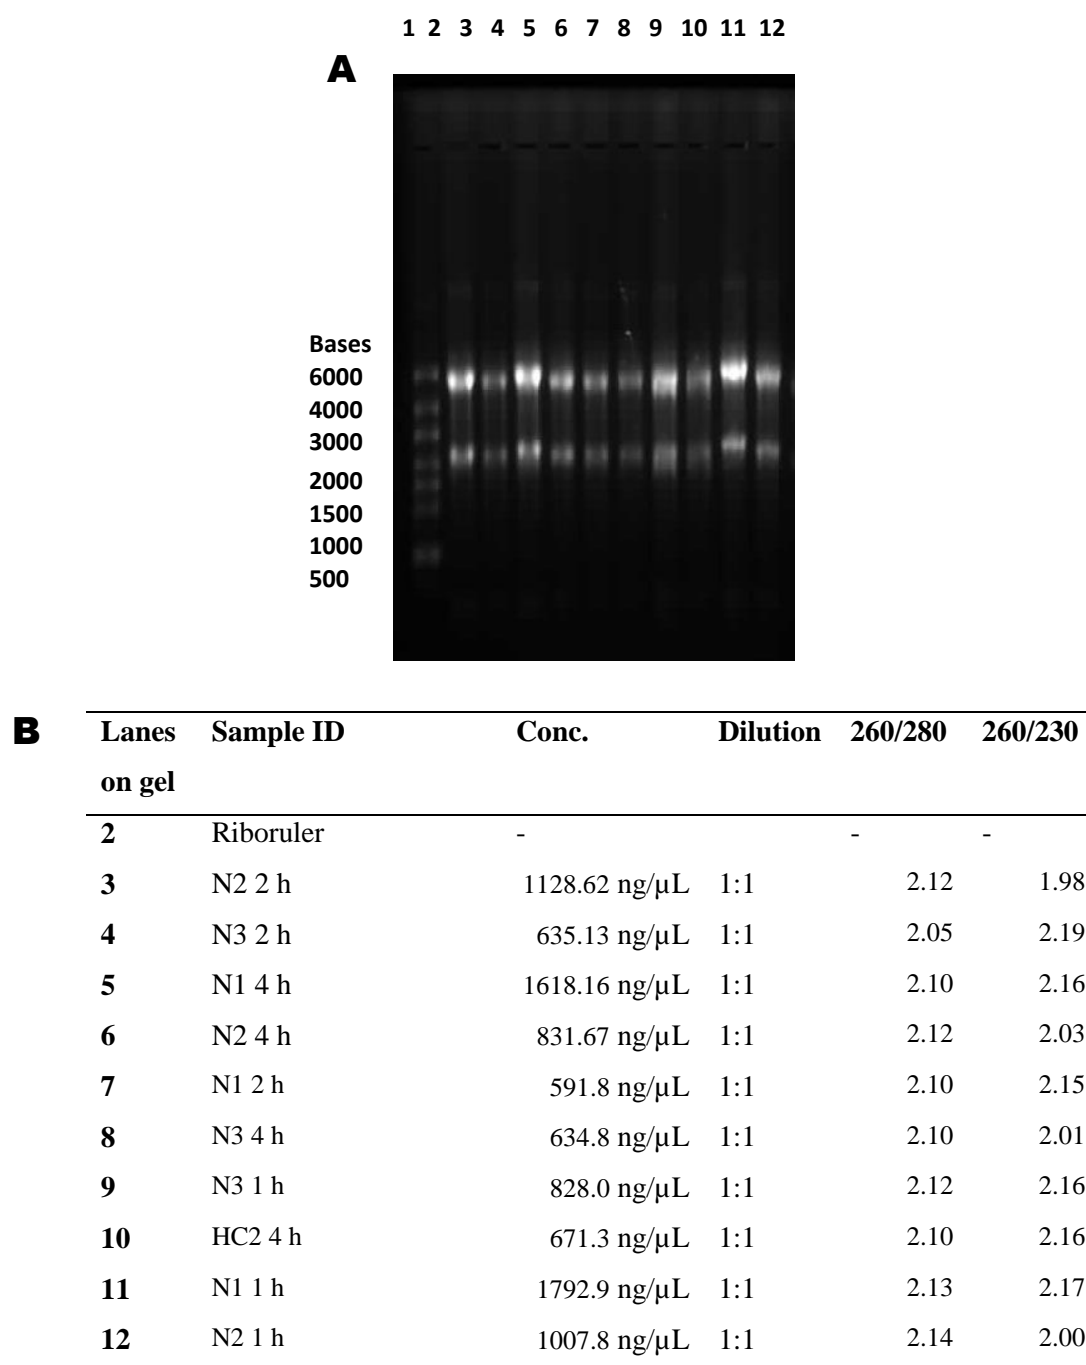 1 2 3 4 5 6 7 8 9 10 11 12
A
Bases
6000
4000
3000
2000
1500
1000
500
B
Lanes on gel Sample ID Conc. Dilution 260/280 260/230
2 Riboruler - - -
3 N2 2 h 1128.62 ng/µL 1:1 2.12 1.98
4 N3 2 h 635.13 ng/µL 1:1 2.05 2.19
5 N1 4 h 1618.16 ng/µL 1:1 2.10 2.16
6 N2 4 h 831.67 ng/µL 1:1 2.12 2.03
7 N1 2 h 591.8 ng/µL 1:1 2.10 2.15
8 N3 4 h 634.8 ng/µL 1:1 2.10 2.01
9 N3 1 h 828.0 ng/µL 1:1 2.12 2.16
10 HC2 4 h 671.3 ng/µL 1:1 2.10 2.16
11 N1 1 h 1792.9 ng/µL 1:1 2.13 2.17
12 N2 1 h 1007.8 ng/µL 1:1 2.14 2.00